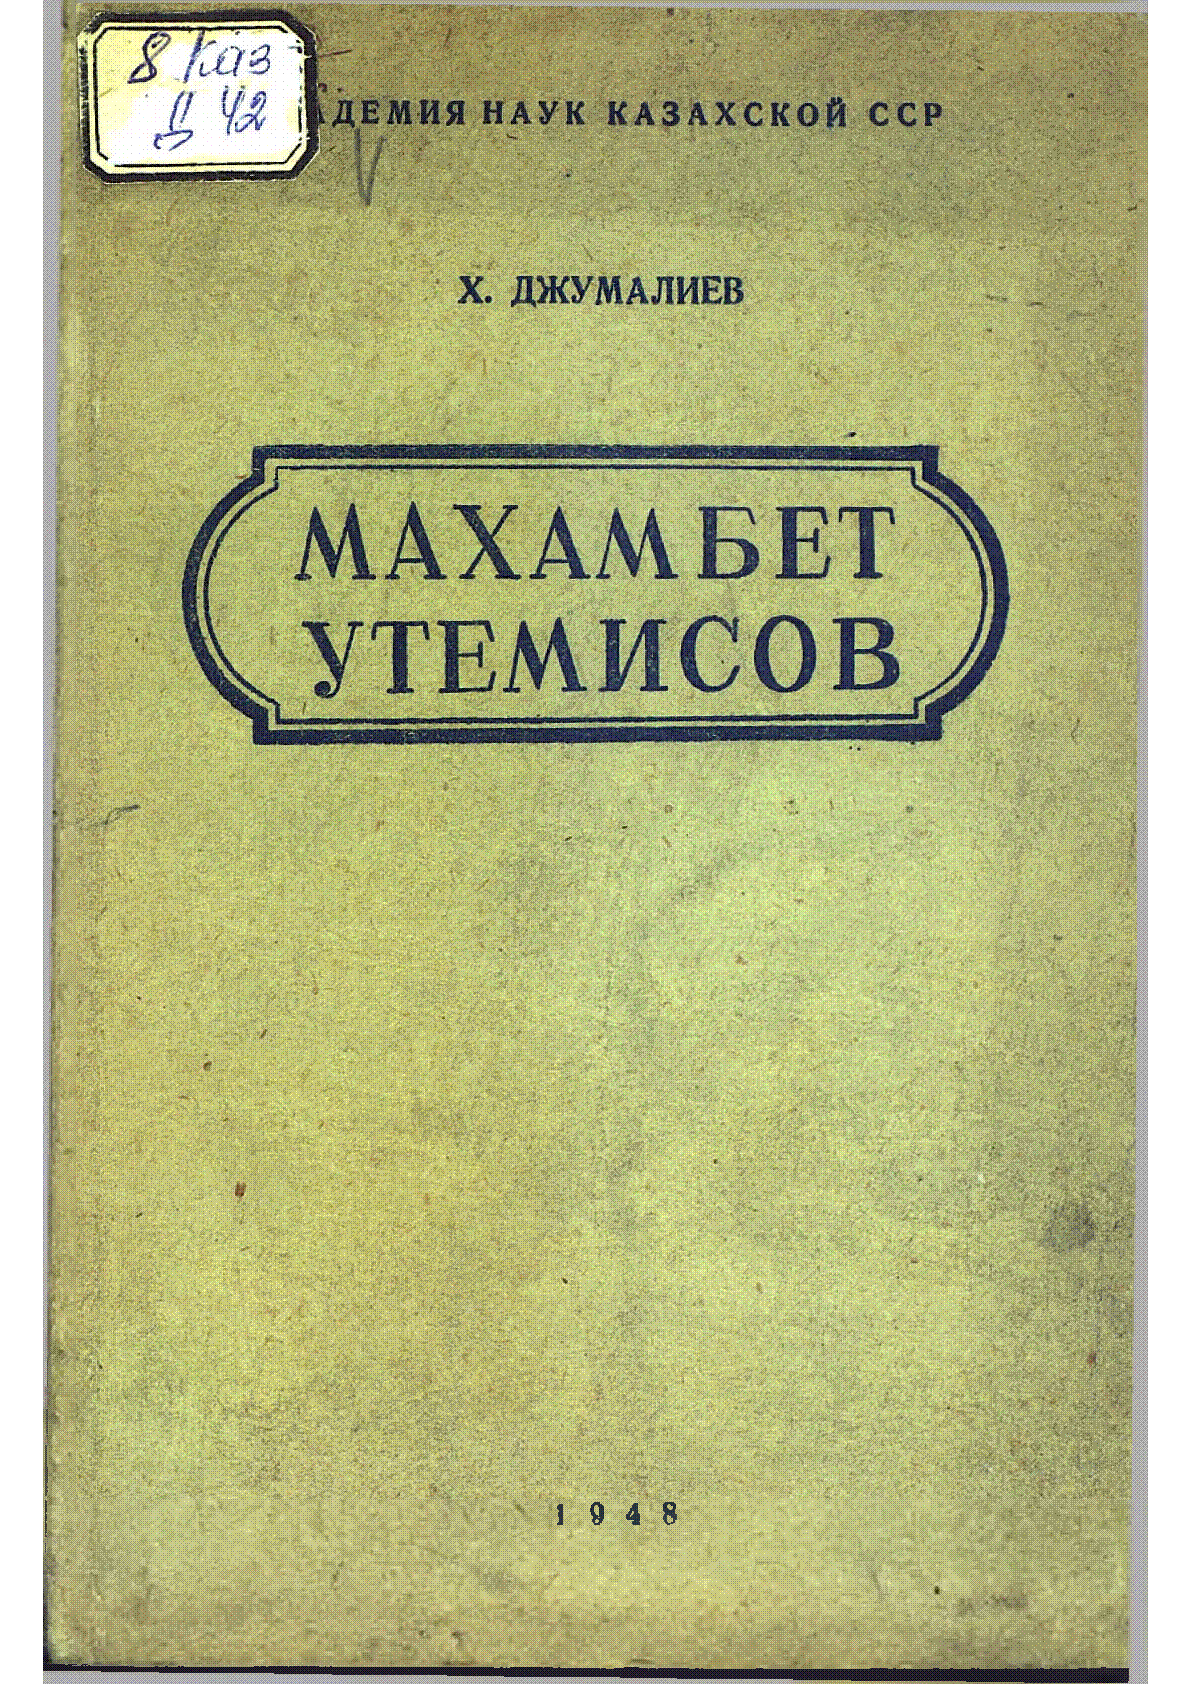 8 Каз
Д 42
АДЕМИЯ НАУК КАЗАХСКОЙ ССР
Х. ДЖУМАЛИЕВ
МАХАМБЕТ
УТЕМИСОВ
1948